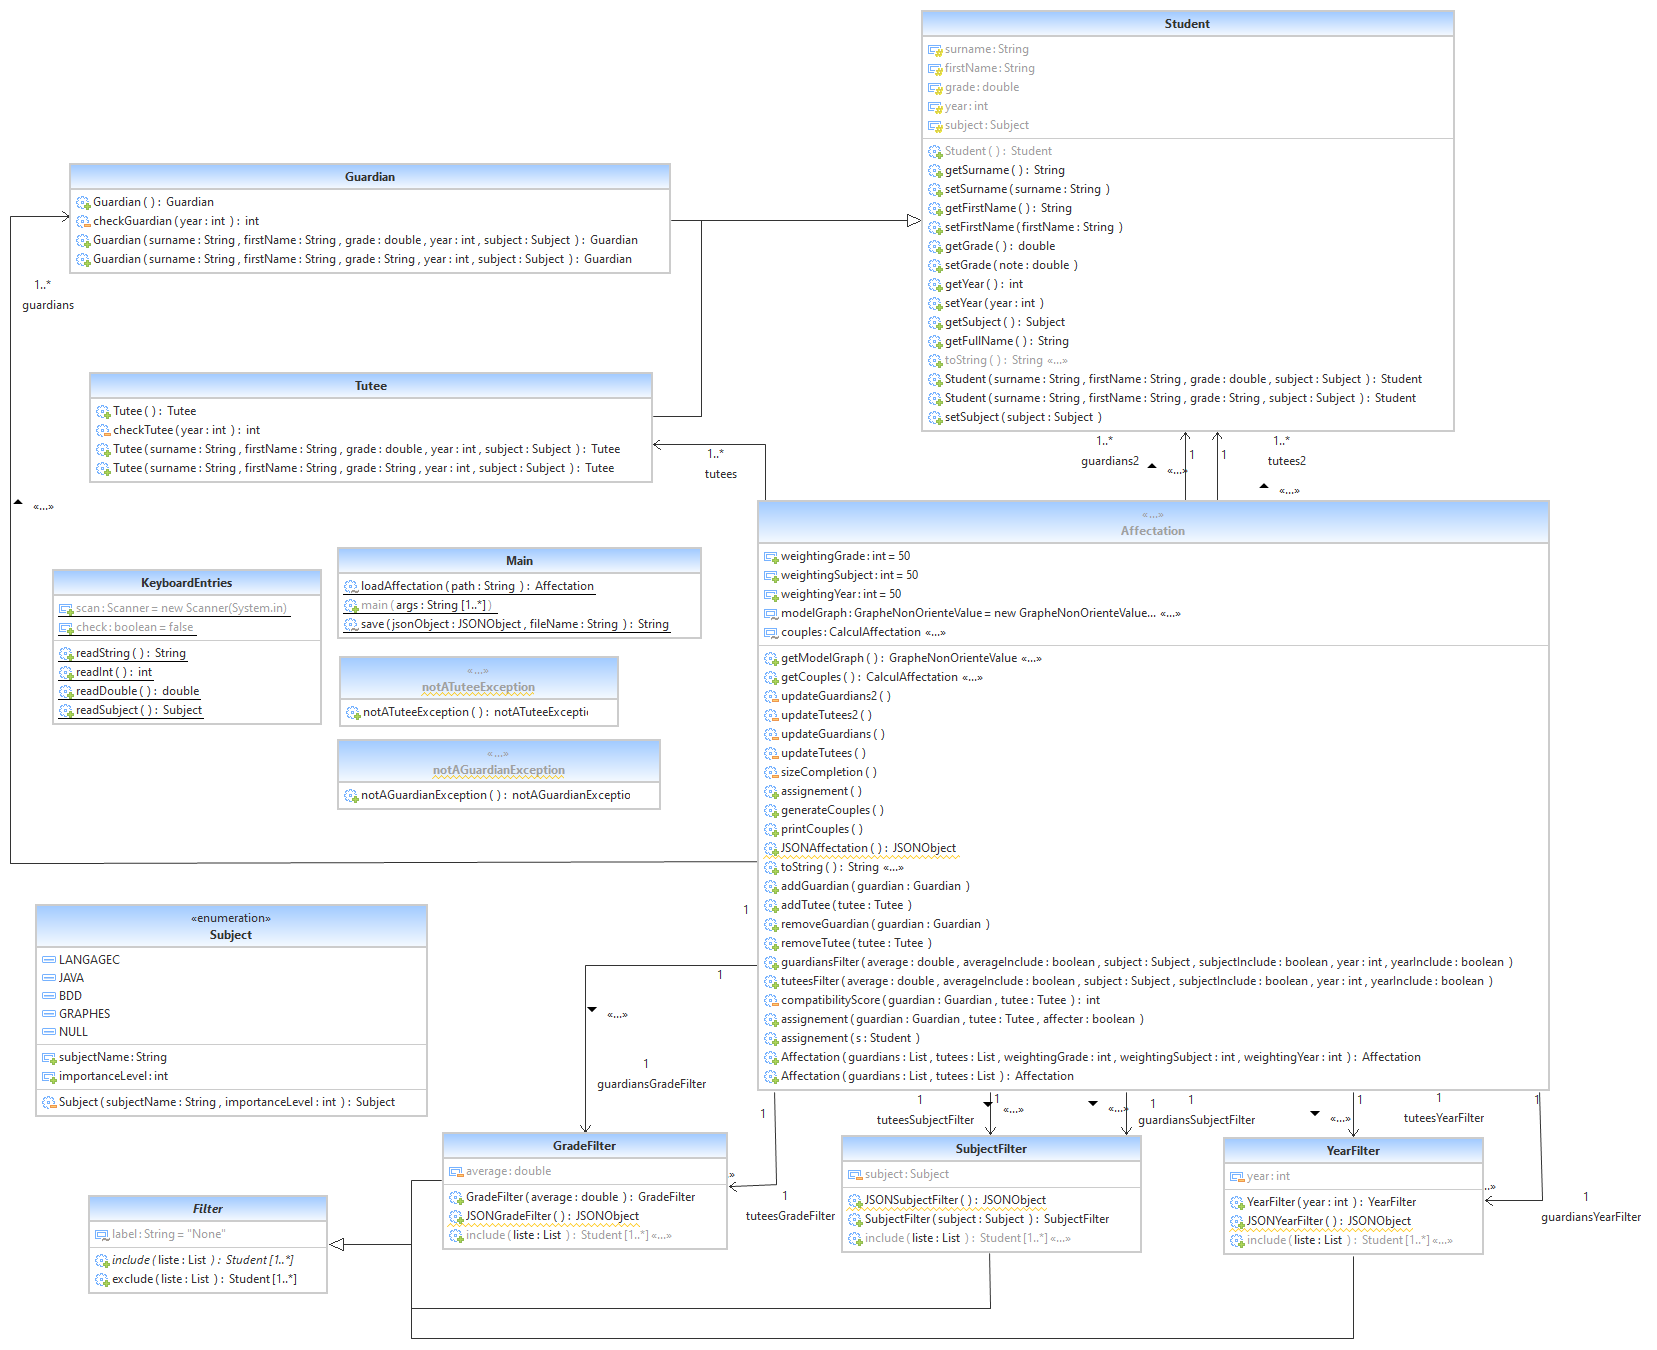 Student
surname : String
firstName : String
grade : double
year : int
subject : Subject
Student ( ) : Student
getSurname ( ) : String
setSurname ( surname : String )
getFirstName ( ) : String
setFirstName ( firstName : String )
getGrade ( ) : double
setGrade ( note : double )
getYear ( ) : int
setYear ( year : int )
getSubject ( ) : Subject
getFullName ( ) : String
toString ( ) : String «...»
Student ( surname : String , firstName : String , grade : double , subject : Subject ) : Student
Student ( surname : String , firstName : String , grade : String , subject : Subject ) : Student
setSubject ( subject : Subject )
Guardian
Guardian ( ) : Guardian
checkGuardian ( year : int ) : int
Guardian ( surname : String , firstName : String , grade : double , year : int , subject : Subject ) : Guardian
Guardian ( surname : String , firstName : String , grade : String , year : int , subject : Subject ) : Guardian
1..*
guardians
Tutee
Tutee ( ) : Tutee
checkTutee ( year : int ) : int
Tutee ( surname : String , firstName : String , grade : double , year : int , subject : Subject ) : Tutee
Tutee ( surname : String , firstName : String , grade : String , year : int , subject : Subject ) : Tutee
1..*
tutees
1..*
guardians2
1
«...»
1
1..*
tutees2
«...»
«...»
«...»
Affectation
weightingGrade : int = 50
weightingSubject : int = 50
weightingYear : int = 50
modelGraph : GrapheNonOrienteValue = new GrapheNonOrienteValue... «...»
couples : CalculAffectation «...»
getModelGraph ( ) : GrapheNonOrienteValue «...»
getCouples ( ) : CalculAffectation «...»
updateGuardians2 ( )
updateTutees2 ( )
updateGuardians ( )
updateTutees ( )
sizeCompletion ( )
assignement ( )
generateCouples ( )
printCouples ( )
JSONAffectation ( ) : JSONObject
toString ( ) : String «...»
addGuardian ( guardian : Guardian )
addTutee ( tutee : Tutee )
removeGuardian ( guardian : Guardian )
removeTutee ( tutee : Tutee )
guardiansFilter ( average : double , averageInclude : boolean , subject : Subject , subjectInclude : boolean , year : int , yearInclude : boolean )
tuteesFilter ( average : double , averageInclude : boolean , subject : Subject , subjectInclude : boolean , year : int , yearInclude : boolean )
compatibilityScore ( guardian : Guardian , tutee : Tutee ) : int
assignement ( guardian : Guardian , tutee : Tutee , affecter : boolean )
assignement ( s : Student )
Affectation ( guardians : List , tutees : List , weightingGrade : int , weightingSubject : int , weightingYear : int ) : Affectation
Affectation ( guardians : List , tutees : List ) : Affectation
KeyboardEntries
scan : Scanner = new Scanner(System.in)
check : boolean = false
readString ( ) : String
readInt ( ) : int
readDouble ( ) : double
readSubject ( ) : Subject
Main
loadAffectation ( path : String ) : Affectation
main ( args : String [1..*] )
save ( jsonObject : JSONObject , fileName : String ) : String
«...»
notATuteeException
notATuteeException ( ) : notATuteeExcepti
«...»
notAGuardianException
notAGuardianException ( ) : notAGuardianExceptio
1
1
«enumeration»
Subject
LANGAGEC
JAVA
BDD
GRAPHES
NULL
subjectName : String
importanceLevel : int
Subject ( subjectName : String , importanceLevel : int ) : Subject
«...»
1
guardiansGradeFilter
1
1
tuteesGradeFilter
»
1
tuteesSubjectFilter
1
«...»
«...»
1
1
guardiansSubjectFilter
«...»
1
1
tuteesYearFilter
1
1
guardiansYearFilter
..»
GradeFilter
average : double
GradeFilter ( average : double ) : GradeFilter
JSONGradeFilter ( ) : JSONObject
include ( liste : List ) : Student [1..*] «...»
SubjectFilter
subject : Subject
JSONSubjectFilter ( ) : JSONObject
SubjectFilter ( subject : Subject ) : SubjectFilter
include ( liste : List ) : Student [1..*] «...»
YearFilter
year : int
YearFilter ( year : int ) : YearFilter
JSONYearFilter ( ) : JSONObject
include ( liste : List ) : Student [1..*] «...»
Filter
label : String = "None"
include ( liste : List ) : Student [1..*]
exclude ( liste : List ) : Student [1..*]